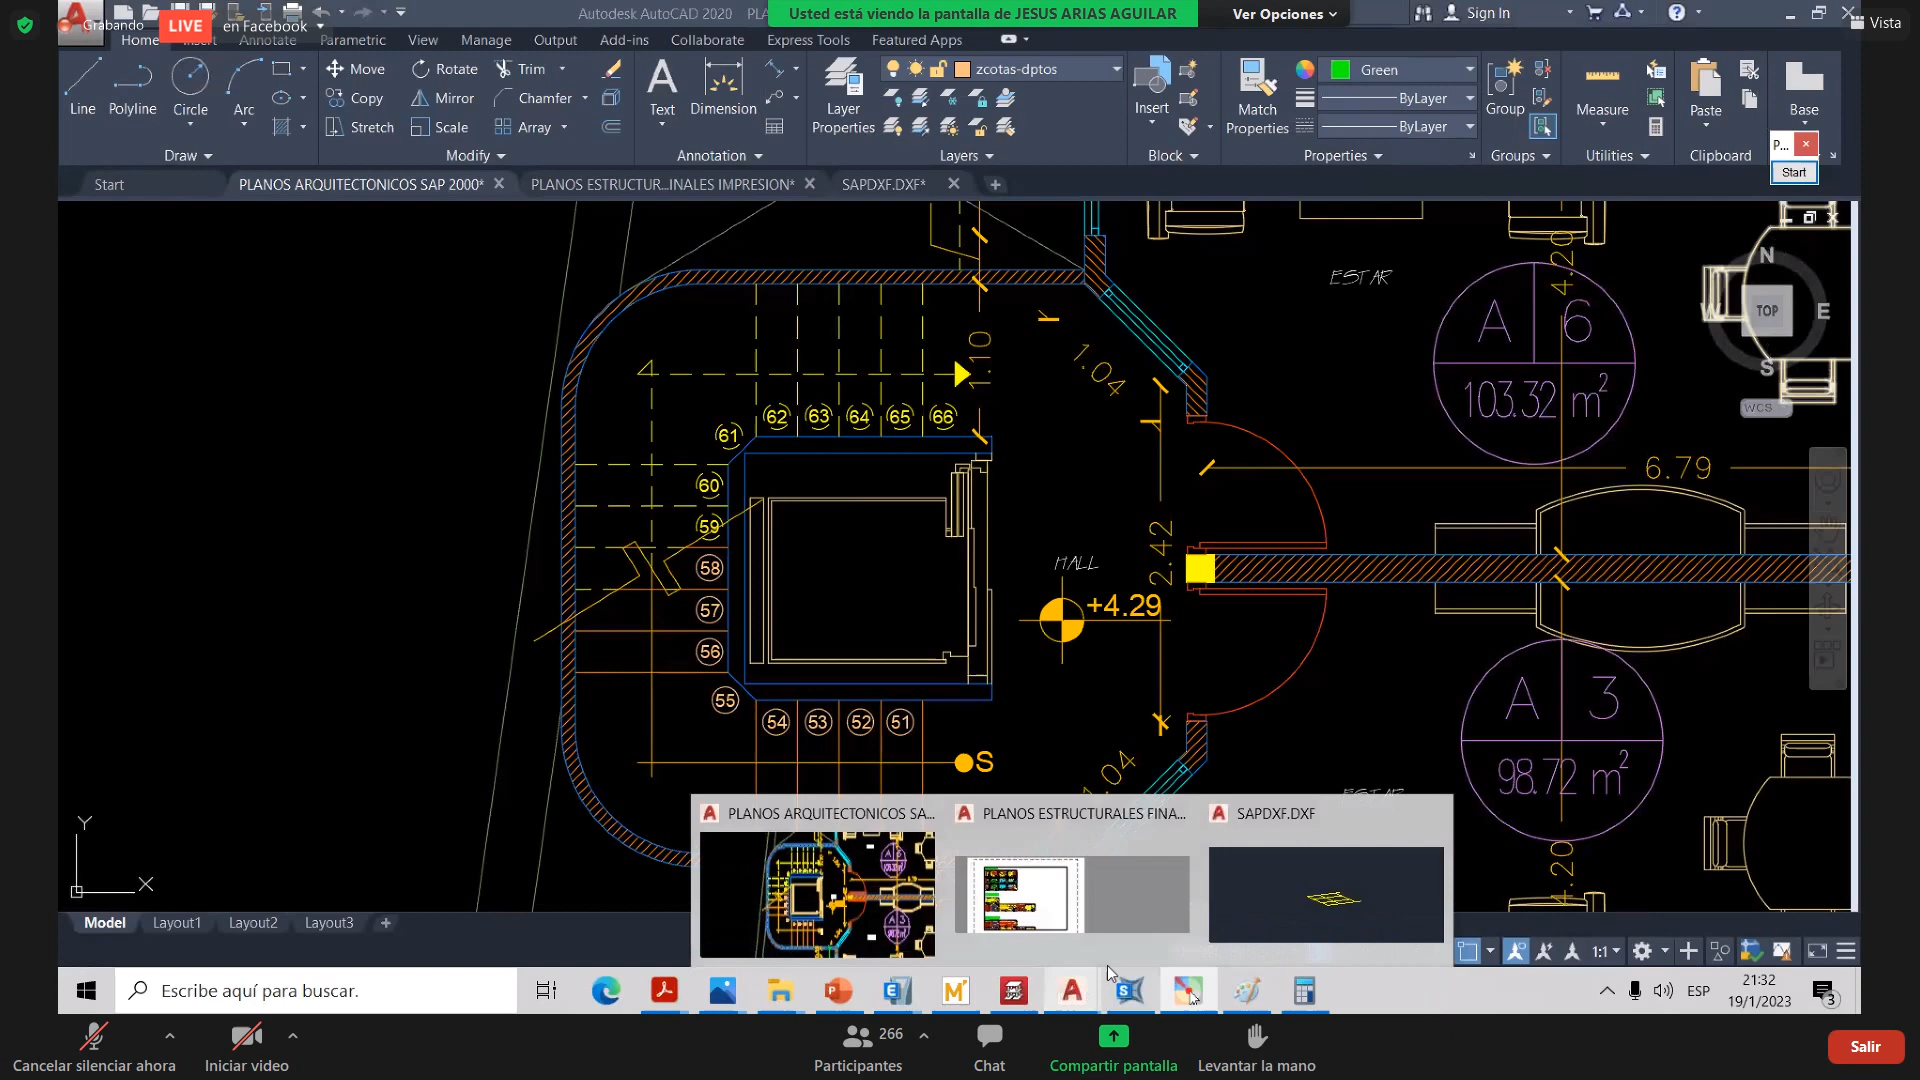 Grabando
LIVE
en Facebook
Autodesk AutoCAD 2020
Usted está viendo la pantalla de JESUS ARIAS AGUILAR
Ver Opciones
Sign In
Vista
Home
Insert
Annotate
Parametric
View
Manage
Output
Add-ins
Collaborate
Express Tools
Featured Apps
Line
Polyline
Circle
Arc
Move
Rotate
Trim
Copy
Mirror
Chamfer
Stretch
Scale
Array
Text
Dimension
Layer
Properties
zcotas-dptos
Insert
Match
Properties
Green
ByLayer
ByLayer
Group
Measure
Paste
Base
Draw
Modify
Annotation
Layers
Block
Properties
Groups
Utilities
Clipboard
P...
Start
Start
PLANOS ARQUITECTONICOS SAP 2000*
PLANOS ESTRUCTUR...INALES IMPRESION*
SAPDXF.DXF*
ESTAR
4.20
A 6
103.32 m²
N
W TOP E
S
WCS
1.10
1.04
62 63 64 65 66
61
60
59
58
57
56
55
54 53 52 51
6.79
2.42
HALL
+4.29
S
1.04
A 3
98.72 m²
4.20
Y
X
PLANOS ARQUITECTONICOS SA...
PLANOS ESTRUCTURALES FINA...
SAPDXF.DXF
Model
Layout1
Layout2
Layout3
1:1
Escribe aquí para buscar.
ESP
21:32
19/1/2023
3
Cancelar silenciar ahora
Iniciar video
266
Participantes
Chat
Compartir pantalla
Levantar la mano
Salir